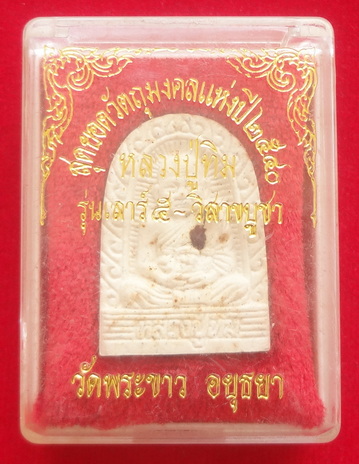 สุดยอดวัตถุมงคลแห่งปี๒๕๔๐
หลวงปู่ทิม
รุ่นเสาร์ ๕ - วิสาขบูชา
หลวงปู่ทิม
วัดพระขาว อยุธยา